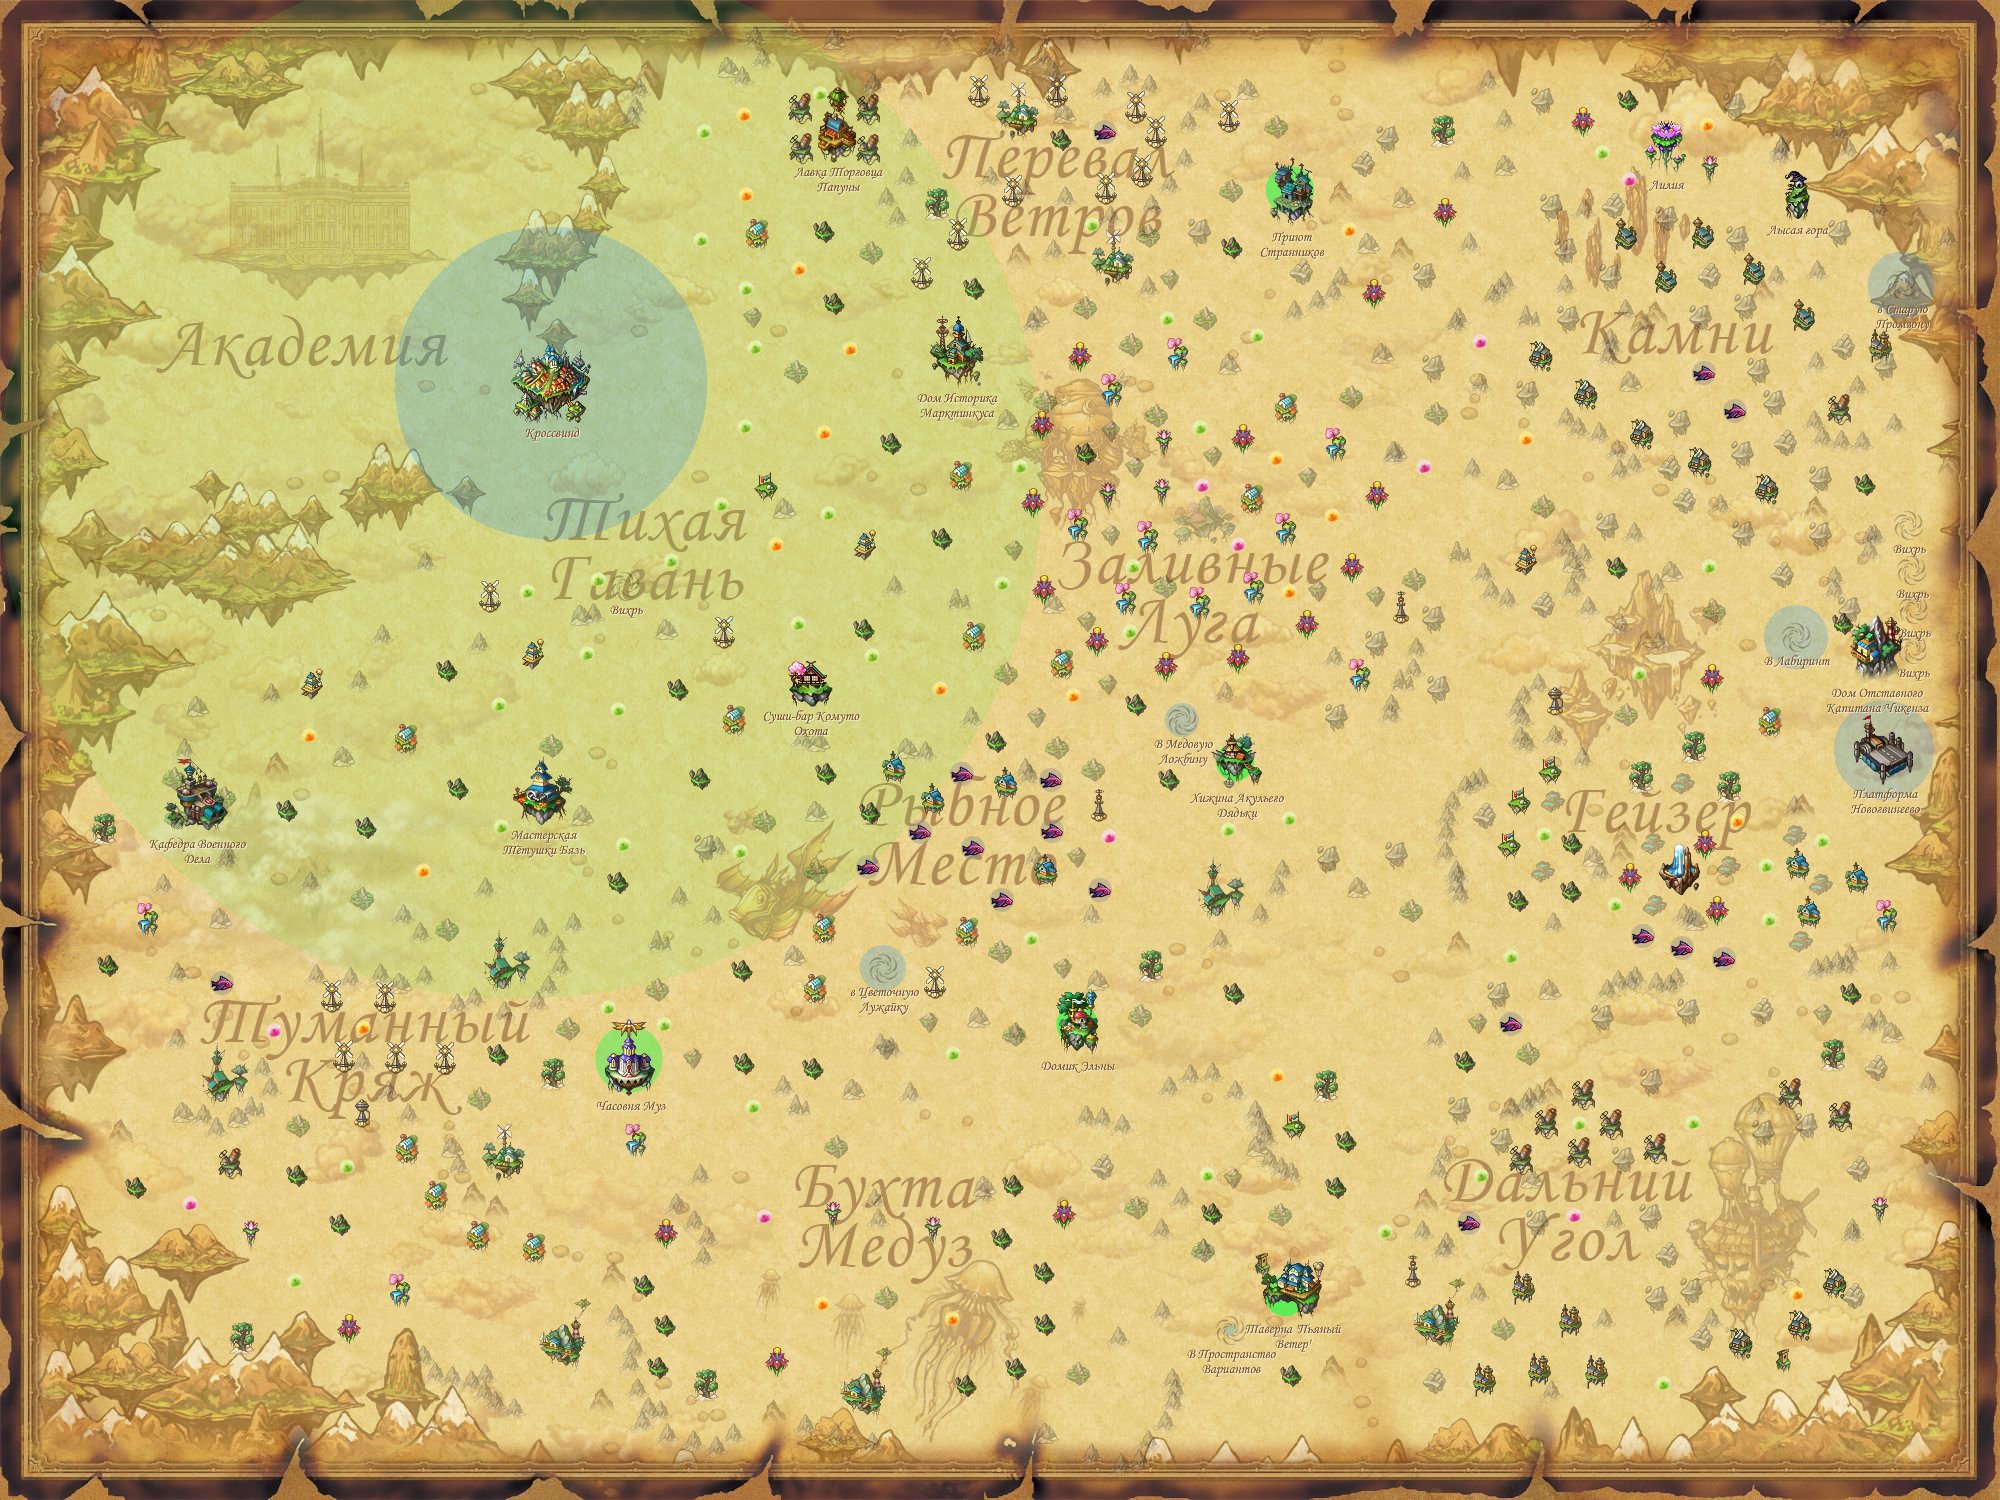 Лавка Торговца
Папуны
Перевал
Ветров
Приют
Странников
Лилия
Лысая гора
в Старую
Промзону
Академия
Камни
Дом Историка
Марктинкуса
Кроссвинд
Тихая
Гавань
Вихрь
Заливные
Луга
Вихрь
Вихрь
Вихрь
Вихрь
В Лабиринт
Дом Отставного
Капитана Чикенза
Суши-бар Комуто
Охота
В Медовую
Ложбину
Хижина Акульего
Дядьки
Платформа
Новогвинеево
Рыбное
Место
Гейзер
Мастерская
Тётушки Бязь
Кафедра Военного
Дела
в Цветочную
Лужайку
Туманный
Кряж
Домик Эльны
Часовня Муз
Бухта
Медуз
Дальний
Угол
Таверна 'Пьяный
Ветер'
В Пространство
Вариантов